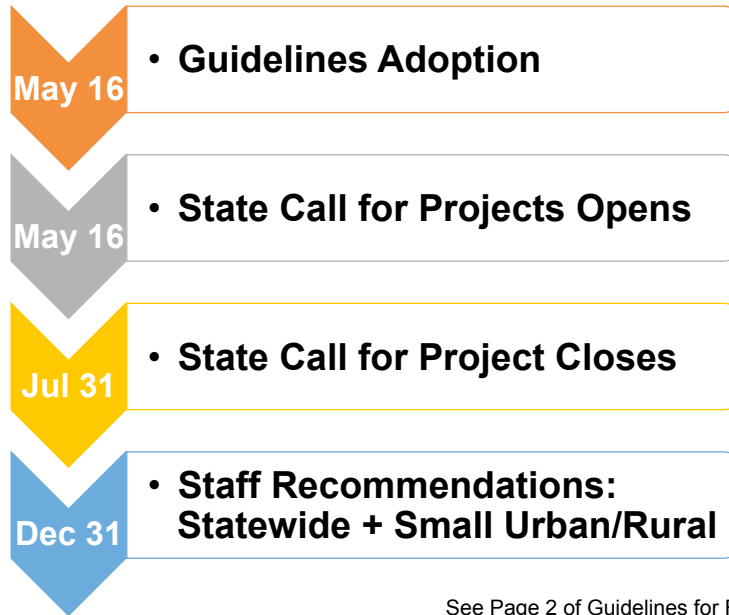 May 16
• Guidelines Adoption
May 16
• State Call for Projects Opens
Jul 31
• State Call for Project Closes
Dec 31
• Staff Recommendations:
Statewide + Small Urban/Rural
See Page 2 of Guidelines for